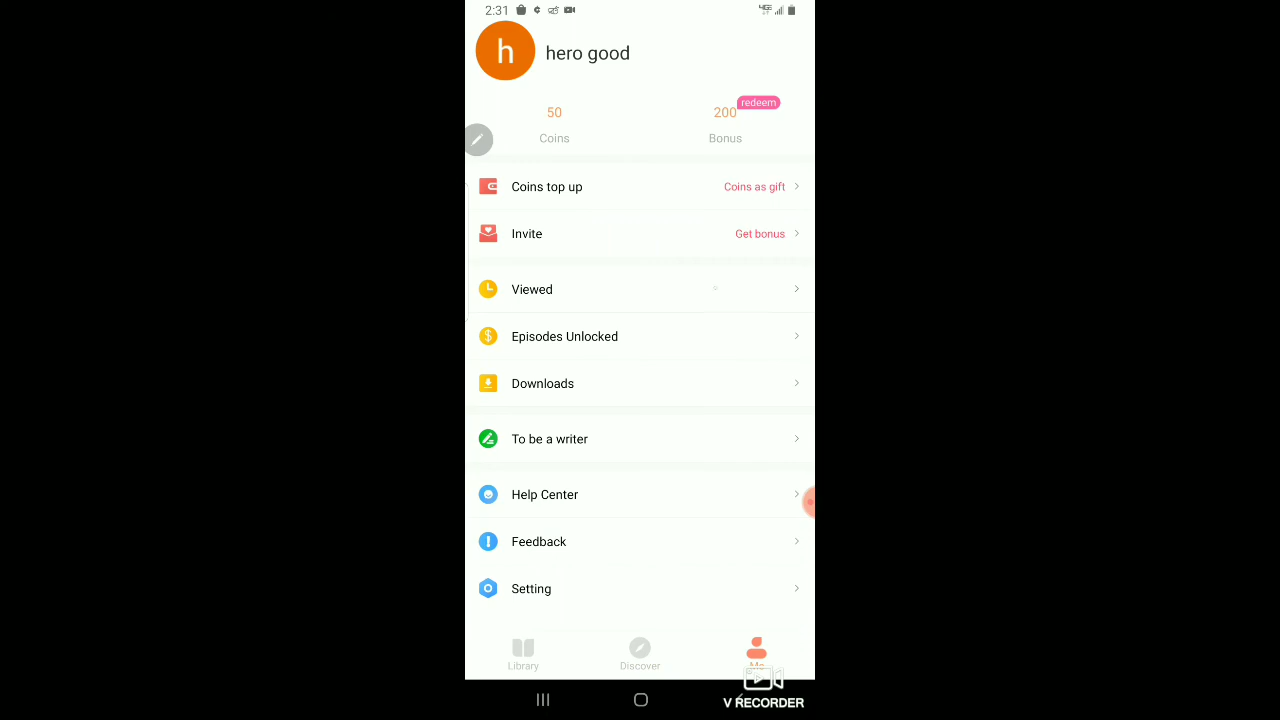 2:31
h
hero good
50
200
redeem
Coins
Bonus
Coins top up
Coins as gift
Invite
Get bonus
Viewed
Episodes Unlocked
Downloads
To be a writer
Help Center
Feedback
Setting
Library
Discover
Me
V RECORDER